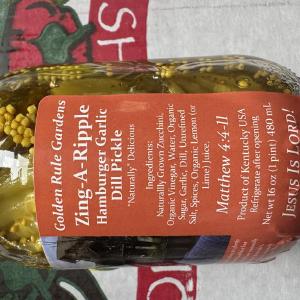 Golden Rule Gardens
Zing-A-Ripple
Hamburger Garlic
Dill Pickle
"Naturally" Delicious
Ingredients:
Naturally Grown Zucchini,
Organic Vinegar, Water, Organic
Sugar, Garlic, Dill, Unrefined
Salt, Spices, Organic Lemon (or
Lime) Juice.
Matthew 4:4-11
Product of Kentucky USA
Refrigerate after opening
Net wt 16 oz (1 pint) 480 mL
JESUS IS LORD!
SH